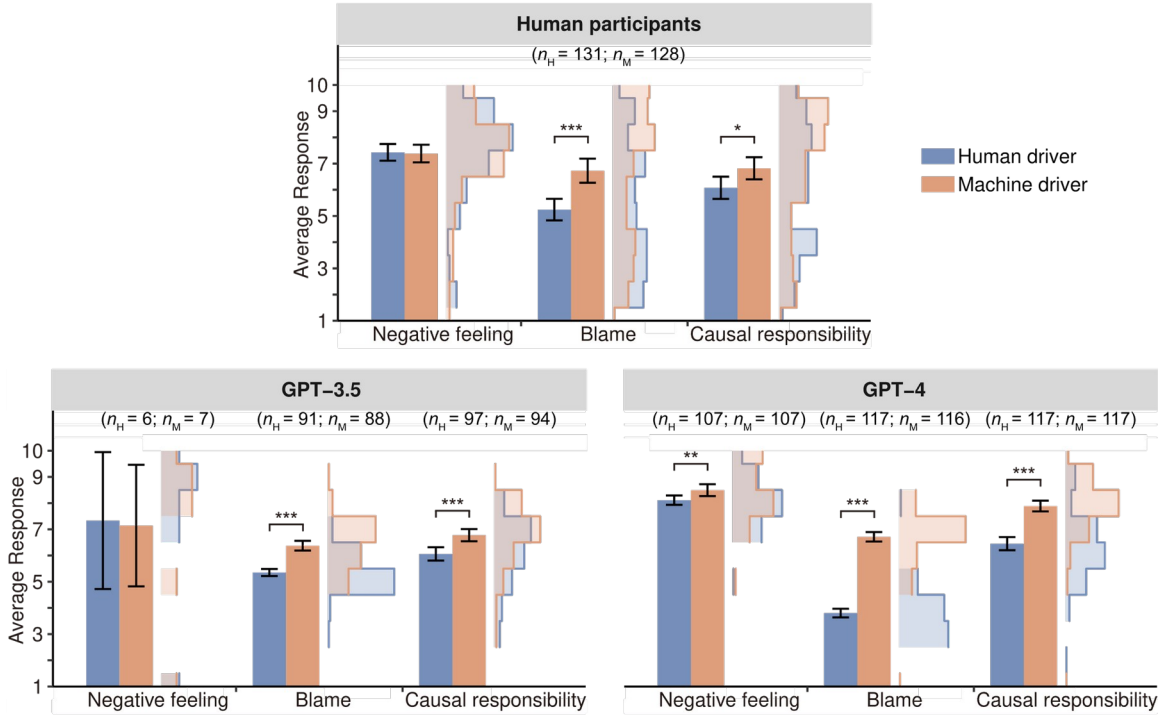 Human participants
(nH = 131; nM = 128)
Average Response
10
9
7
5
3
1
***
*
Negative feeling
Blame
Causal responsibility
Human driver
Machine driver
GPT−3.5
(nH = 6; nM = 7)
(nH = 91; nM = 88)
(nH = 97; nM = 94)
Average Response
10
9
7
5
3
1
***
***
Negative feeling
Blame
Causal responsibility
GPT−4
(nH = 107; nM = 107)
(nH = 117; nM = 116)
(nH = 117; nM = 117)
**
***
***
Negative feeling
Blame
Causal responsibility